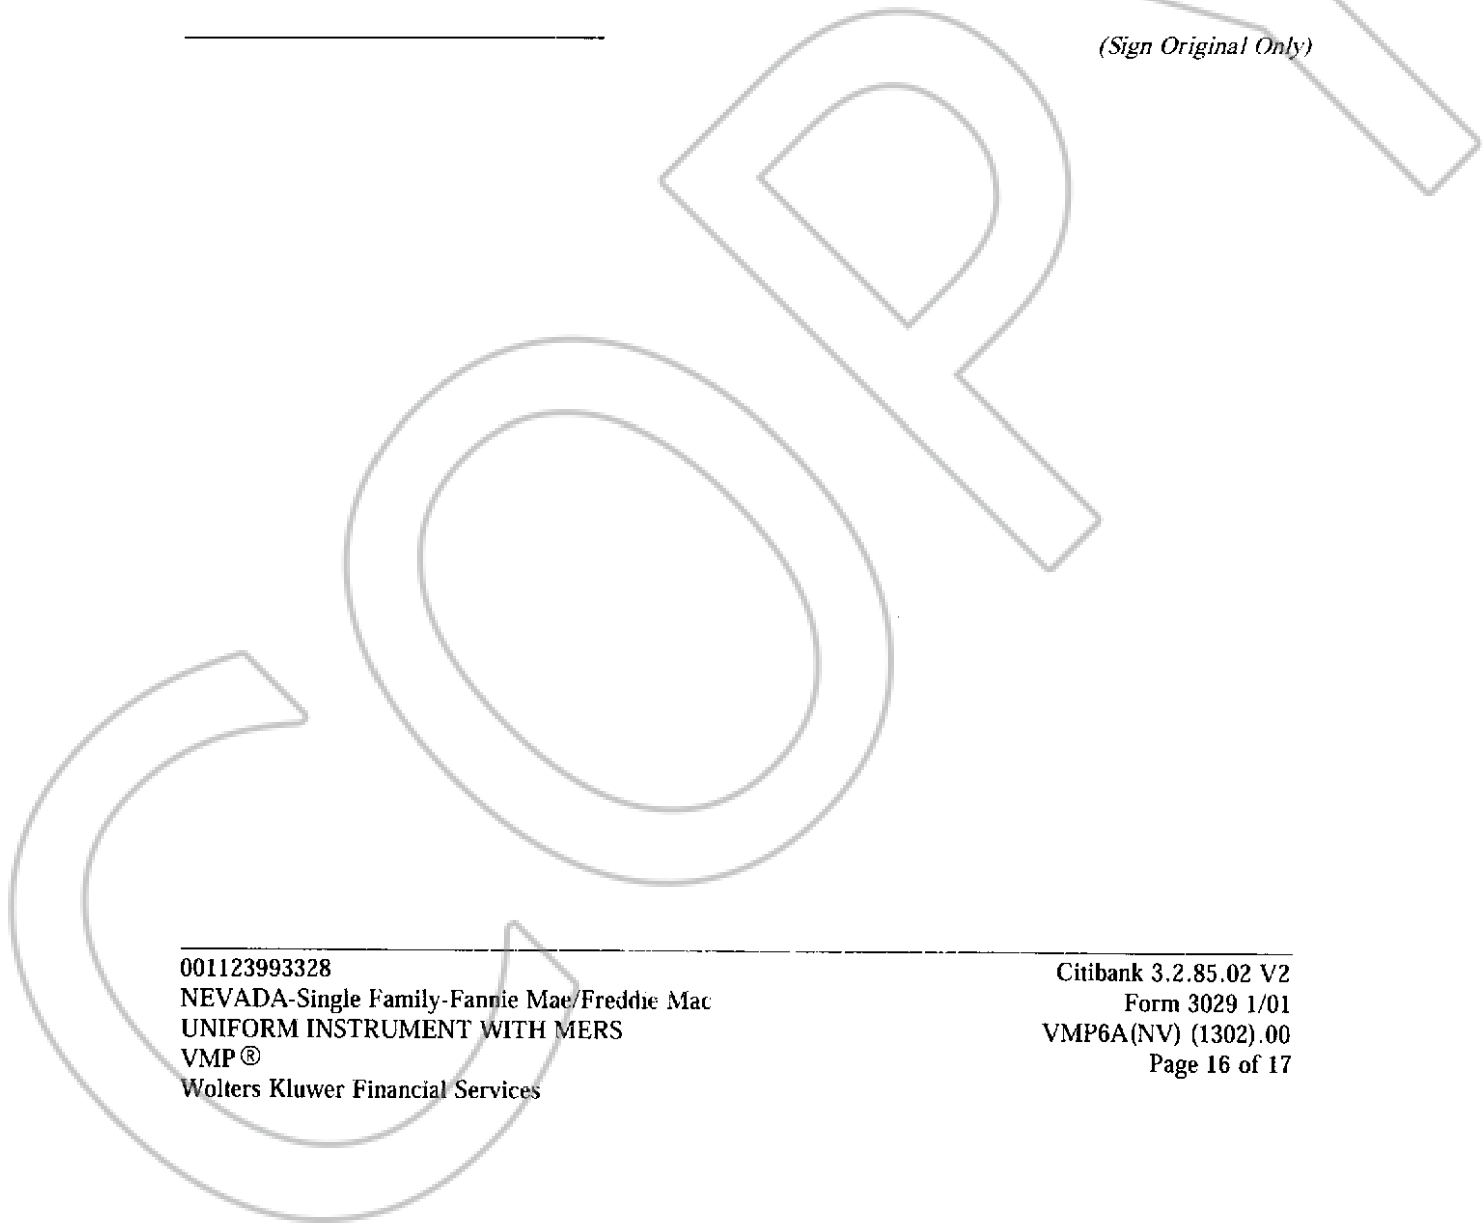 (Sign Original Only)
COPY
001123993328
NEVADA-Single Family-Fannie Mae/Freddie Mac
UNIFORM INSTRUMENT WITH MERS
VMP ®
Wolters Kluwer Financial Services
Citibank 3.2.85.02 V2
Form 3029 1/01
VMP6A(NV) (1302).00
Page 16 of 17